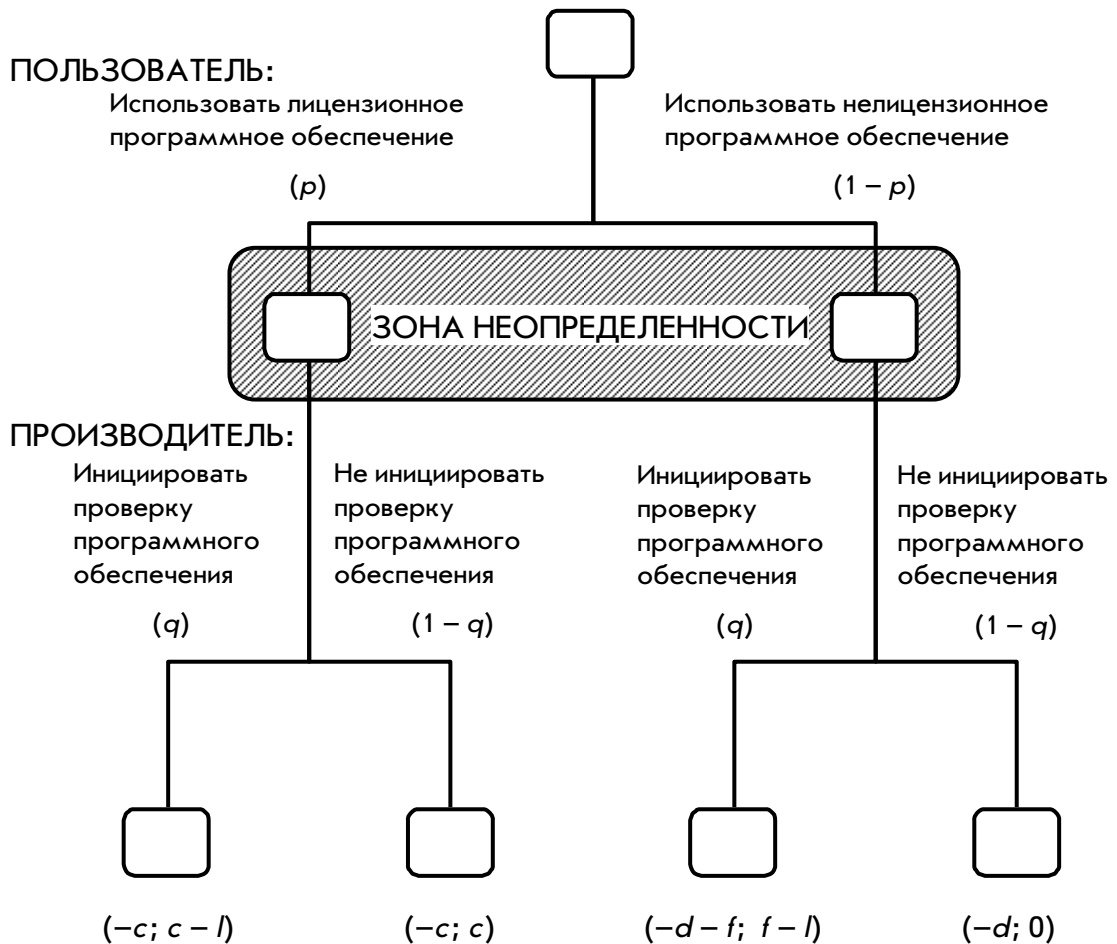 ПОЛЬЗОВАТЕЛЬ:
Использовать лицензионное
программное обеспечение
(p)
Использовать нелицензионное
программное обеспечение
(1 – p)
ЗОНА НЕОПРЕДЕЛЕННОСТИ
ПРОИЗВОДИТЕЛЬ:
Инициировать
проверку
программного
обеспечения
(q)
Не инициировать
проверку
программного
обеспечения
(1 – q)
Инициировать
проверку
программного
обеспечения
(q)
Не инициировать
проверку
программного
обеспечения
(1 – q)
(–c; c – l)
(–c; c)
(–d – f; f – l)
(–d; 0)